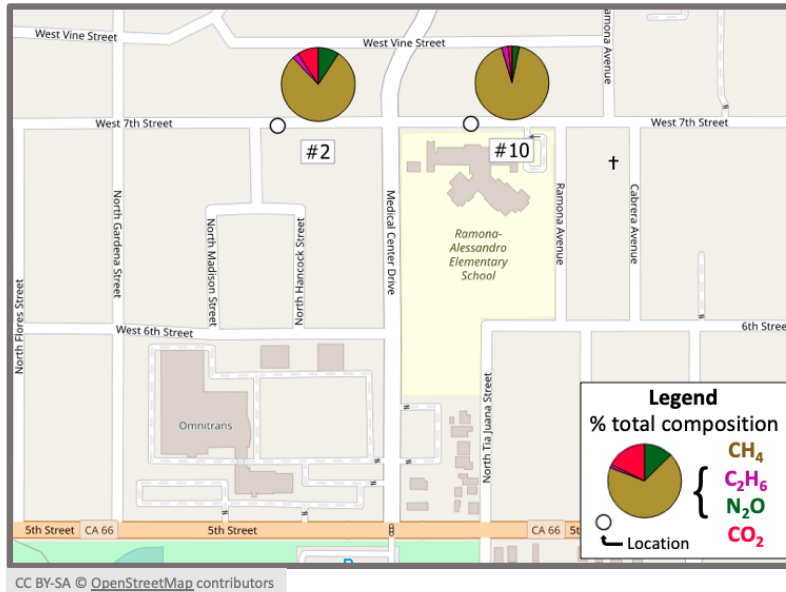 West Vine Street
West Vine Street
Ramona Avenue
West 7th Street
West 7th Street
#2
#10
North Gardena Street
North Madison Street
North Hancock Street
Medical Center Drive
Ramona Avenue
Cabrera Avenue
Ramona-
Alessandro
Elementary
School
North Flores Street
West 6th Street
6th Stree
North Tia Juana Street
Omnitrans
5th Street
CA 66
5th Street
CA 66
5t
Legend
% total composition
CH₄
C₂H₆
N₂O
CO₂
Location
CC BY-SA © OpenStreetMap contributors